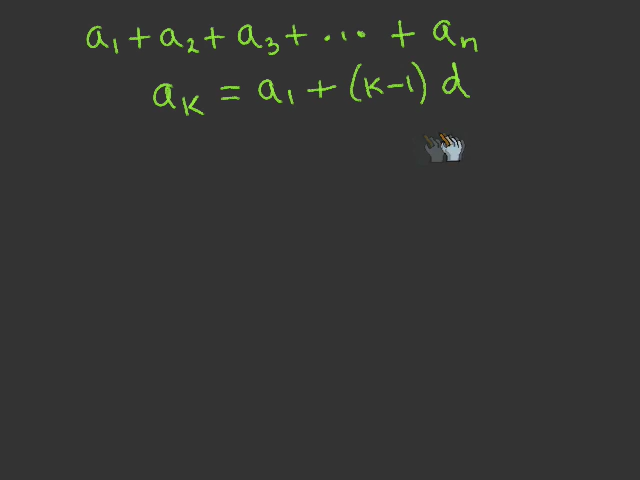 a₁ + a₂ + a₃ + ... + aₙ
aₖ = a₁ + (k-1) d